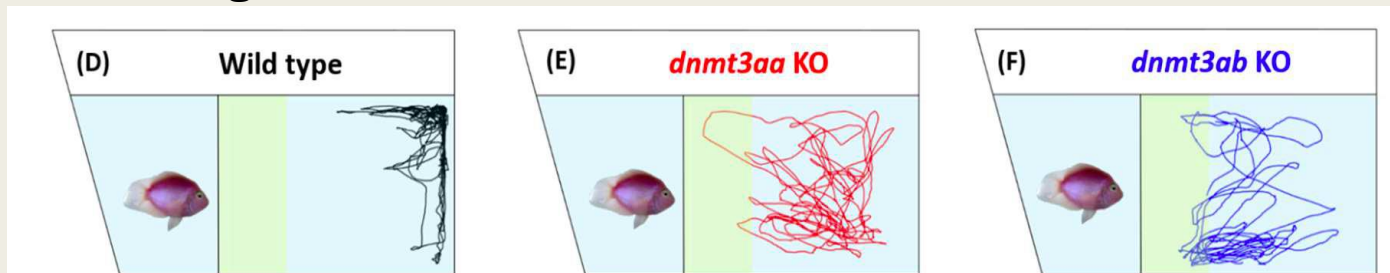 (D) Wild type
(E) dnmt3aa KO
(F) dnmt3ab KO